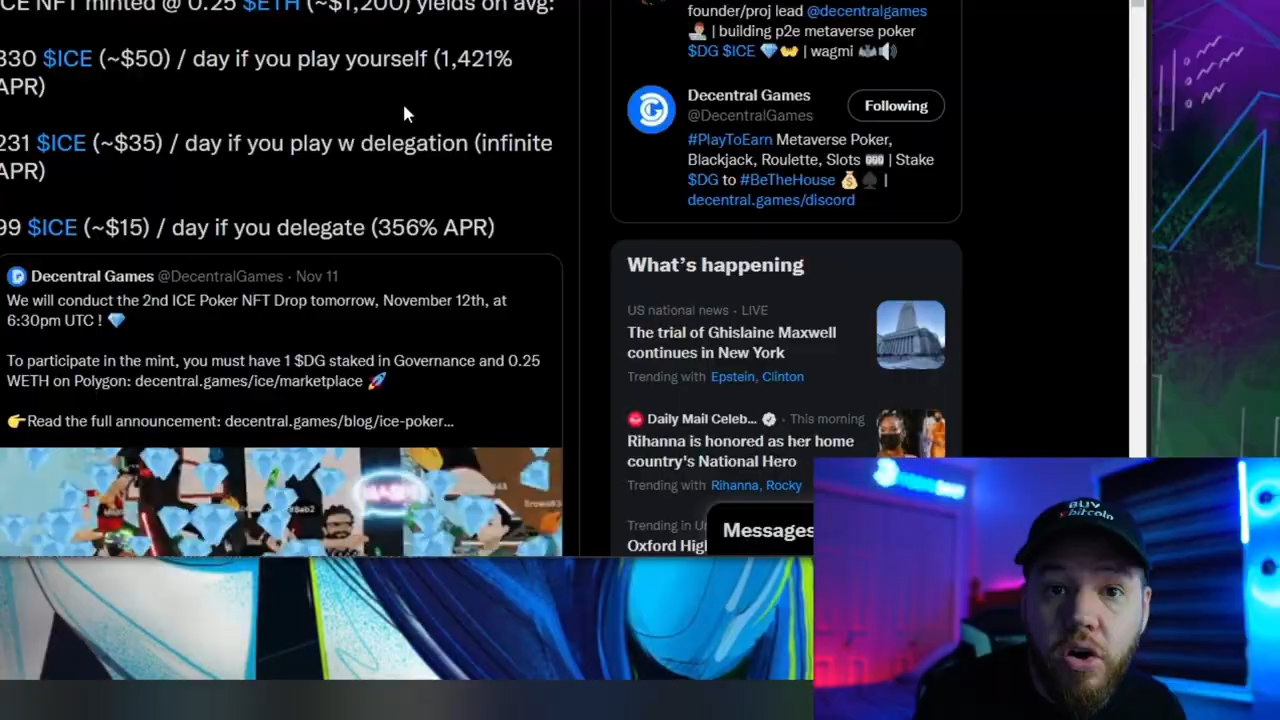 CE NFT minted @ 0.25 $ETH (~$1,200) yields on avg:
330 $ICE (~$50) / day if you play yourself (1,421%
APR)
231 $ICE (~$35) / day if you play w delegation (infinite
APR)
99 $ICE (~$15) / day if you delegate (356% APR)
Decentral Games @DecentralGames · Nov 11
We will conduct the 2nd ICE Poker NFT Drop tomorrow, November 12th, at
6:30pm UTC ! 💎
To participate in the mint, you must have 1 $DG staked in Governance and 0.25
WETH on Polygon: decentral.games/ice/marketplace 🚀
👉Read the full announcement: decentral.games/blog/ice-poker...
founder/proj lead @decentralgames
| building p2e metaverse poker
$DG $ICE 💎 | wagmi
Decentral Games
@DecentralGames
Following
#PlayToEarn Metaverse Poker,
Blackjack, Roulette, Slots 🎰 | Stake
$DG to #BeTheHouse 💰♠️ |
decentral.games/discord
What's happening
US national news · LIVE
The trial of Ghislaine Maxwell
continues in New York
Trending with Epstein, Clinton
Daily Mail Celeb... · This morning
Rihanna is honored as her home
country's National Hero
Trending with Rihanna, Rocky
Trending in Un
Oxford High
Messages
BUY
bitcoin